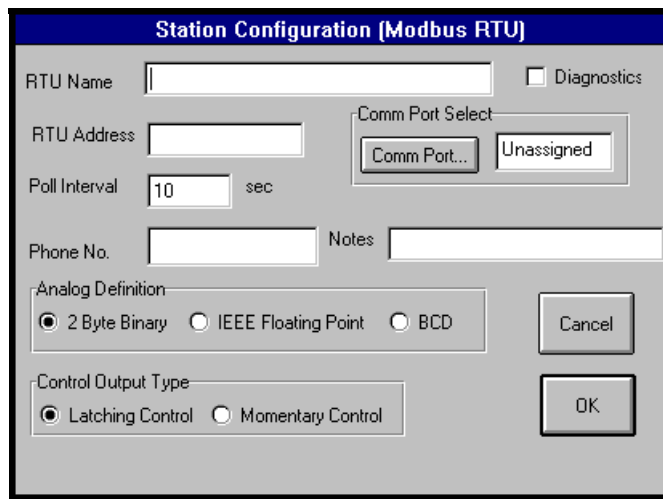 Station Configuration (Modbus RTU)
RTU Name
Diagnostics
RTU Address
Comm Port Select
Comm Port...
Unassigned
Poll Interval
10
sec
Phone No.
Notes
Analog Definition
2 Byte Binary
IEEE Floating Point
BCD
Cancel
Control Output Type
Latching Control
Momentary Control
OK